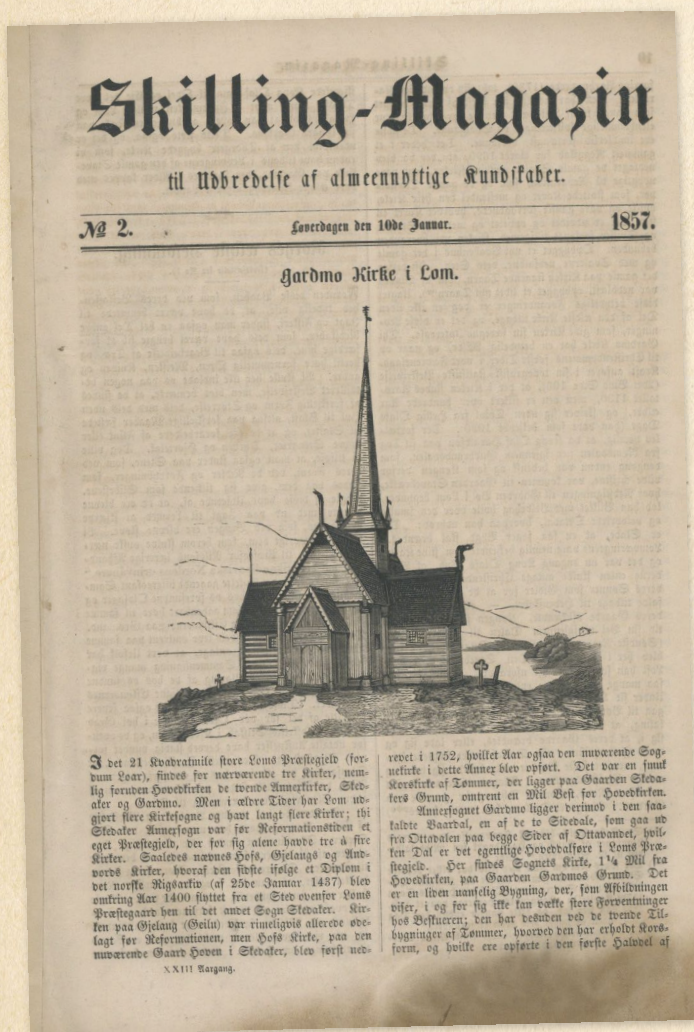 Skilling-Magazin
til Udbredelse af almeennyttige Kundskaber.
No 2.
Løverdagen den 10de Januar.
1857.
Gardmo Kirke i Lom.
I det 21 Kvadratmile store Loms Præstegjeld (for-
dum Loar), findes for nærværende tre Kirker, nem-
lig foruden Hovedkirken de tvende Annexkirker, Sked-
aker og Gardmo. Men i ældre Tider har Lom ud-
gjort flere Kirkesogne og havt langt flere Kirker; thi
Skedaker Annexsogn var før Reformationstiden et
eget Præstegjeld, der for sig alene havde tre à fire
Kirker. Saaledes nævnes Hofs, Gjelaugs og And-
vords Kirker, hvoraf den sidste ifølge et Diplom i
det norske Rigsarkiv (af 25de Januar 1437) blev
omkring Aar 1400 flyttet fra et Sted ovenfor Loms
Præstegaard hen til det andet Sogn Skedaker. Kir-
ken paa Gjelaug (Geilu) var rimeligvis allerede øde-
lagt før Reformationen, men Hofs Kirke, paa den
nuværende Gaard Hoven i Skedaker, blev først ned-
XXIII Aargang.
revet i 1752, hvilket Aar ogsaa den nuværende Sog-
nekirke i dette Annex blev opført. Det var en smuk
Korskirke af Tømmer, der ligger paa Gaarden Skeda-
kers Grund, omtrent en Mil Vest for Hovedkirken.
Annexsognet Gardmo ligger derimod i den saa-
kaldte Vaardal, en af de to Sidedale, som gaa ud
fra Ottadalen paa begge Sider af Ottavandet, hvil-
ken Dal er det egentlige Hoveddalføre i Loms Præ-
stegjeld. Her findes Sognets Kirke, 1¼ Mil fra
Hovedkirken, paa Gaarden Gardmos Grund. Det
er en liden uanselig Bygning, der, som Afbildningen
viser, i og for sig ikke kan vække store Forventninger
hos Beskueren; den har desuden ved de tvende Til-
bygninger af Tømmer, hvorved den har erholdt Kors-
form, og hvilke ere opførte i den første Halvdel af